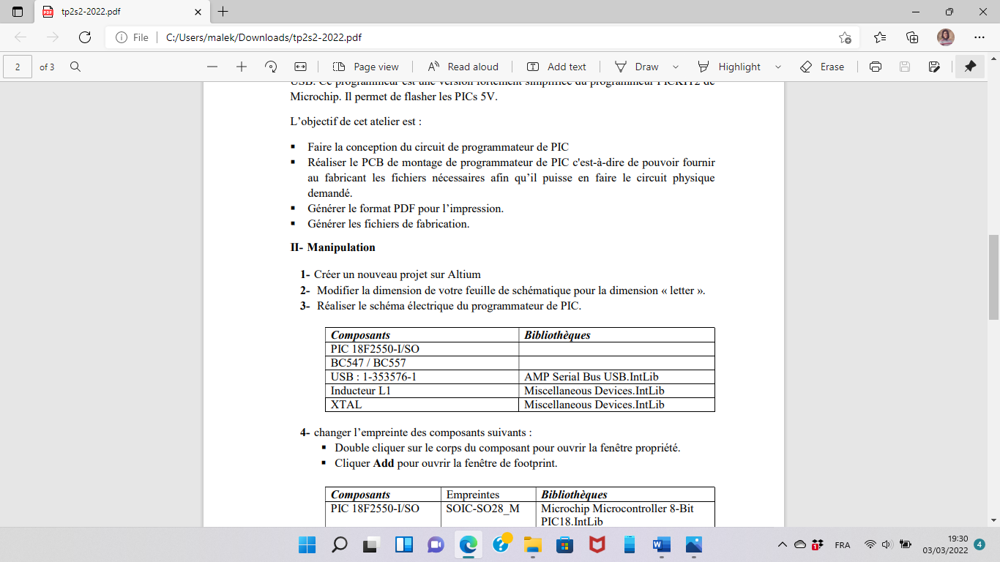 tp2s2-2022.pdf
File
C:/Users/malek/Downloads/tp2s2-2022.pdf
2
of 3
Page view
Read aloud
Add text
Draw
Highlight
Erase
USB. Ce programmeur est une version fortement simplifiée du programmeur PICKIT2 de
Microchip. Il permet de flasher les PICs 5V.
L’objectif de cet atelier est :
▪ Faire la conception du circuit de programmateur de PIC
▪ Réaliser le PCB de montage de programmateur de PIC c'est-à-dire de pouvoir fournir
au fabricant les fichiers nécessaires afin qu’il puisse en faire le circuit physique
demandé.
▪ Générer le format PDF pour l’impression.
▪ Générer les fichiers de fabrication.
II- Manipulation
1- Créer un nouveau projet sur Altium
2- Modifier la dimension de votre feuille de schématique pour la dimension « letter ».
3- Réaliser le schéma électrique du programmateur de PIC.
Composants Bibliothèques
PIC 18F2550-I/SO
BC547 / BC557
USB : 1-353576-1 AMP Serial Bus USB.IntLib
Inducteur L1 Miscellaneous Devices.IntLib
XTAL Miscellaneous Devices.IntLib
4- changer l’empreinte des composants suivants :
▪ Double cliquer sur le corps du composant pour ouvrir la fenêtre propriété.
▪ Cliquer Add pour ouvrir la fenêtre de footprint.
Composants Empreintes Bibliothèques
PIC 18F2550-I/SO SOIC-SO28_M Microchip Microcontroller 8-Bit
PIC18.IntLib
FRA
19:30
03/03/2022
4
1